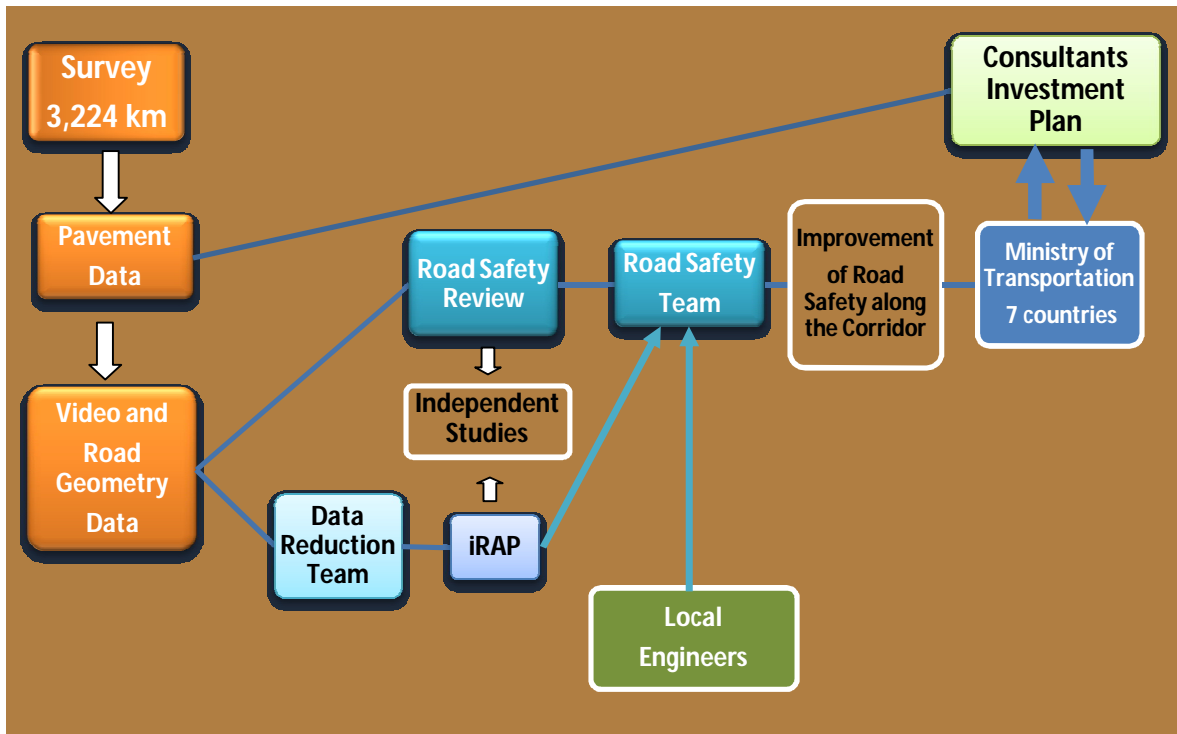 Survey
3,224 km
Consultants
Investment
Plan
Pavement
Data
Road Safety
Review
Road Safety
Team
Improvement
of Road
Safety along
the Corridor
Ministry of
Transportation
7 countries
Video and
Road
Geometry
Data
Independent
Studies
Data
Reduction
Team
iRAP
Local
Engineers